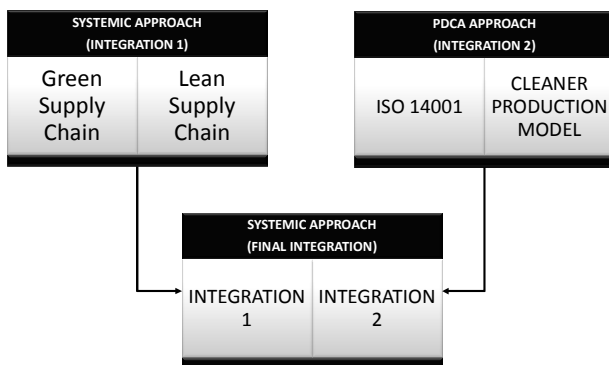 SYSTEMIC APPROACH
(INTEGRATION 1)
Green
Supply
Chain
Lean
Supply
Chain
PDCA APPROACH
(INTEGRATION 2)
ISO 14001
CLEANER
PRODUCTION
MODEL
SYSTEMIC APPROACH
(FINAL INTEGRATION)
INTEGRATION
1
INTEGRATION
2